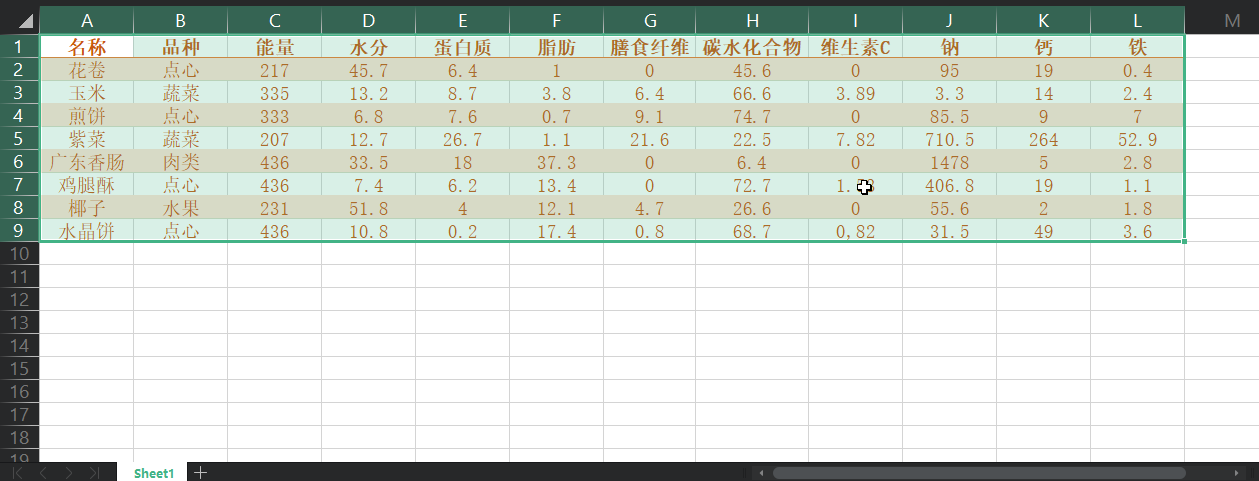 A B C D E F G H I J K L M
1 名称 品种 能量 水分 蛋白质 脂肪 膳食纤维 碳水化合物 维生素C 钠 钙 铁
2 花卷 点心 217 45.7 6.4 1 0 45.6 0 95 19 0.4
3 玉米 蔬菜 335 13.2 8.7 3.8 6.4 66.6 3.89 3.3 14 2.4
4 煎饼 点心 333 6.8 7.6 0.7 9.1 74.7 0 85.5 9 7
5 紫菜 蔬菜 207 12.7 26.7 1.1 21.6 22.5 7.82 710.5 264 52.9
6 广东香肠 肉类 436 33.5 18 37.3 0 6.4 0 1478 5 2.8
7 鸡腿酥 点心 436 7.4 6.2 13.4 0 72.7 406.8 19 1.1
8 椰子 水果 231 51.8 4 12.1 4.7 26.6 0 55.6 2 1.8
9 水晶饼 点心 436 10.8 0.2 17.4 0.8 68.7 0,82 31.5 49 3.6
10
11
12
13
14
15
16
17
18
19
Sheet1